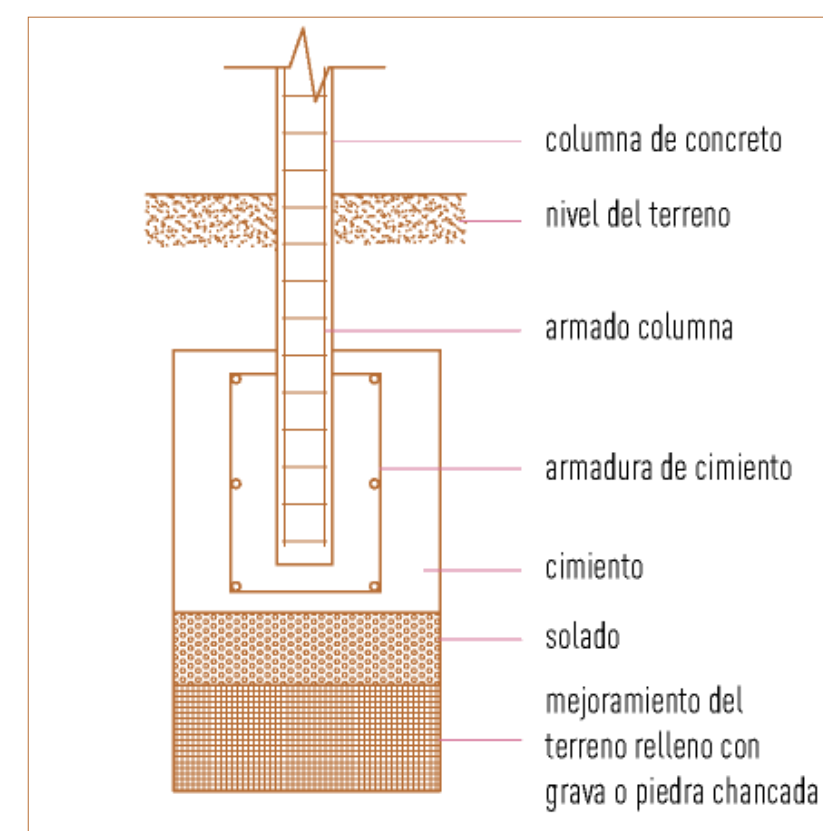 columna de concreto
nivel del terreno
armado columna
armadura de cimiento
cimiento
solado
mejoramiento del
terreno relleno con
grava o piedra chancada